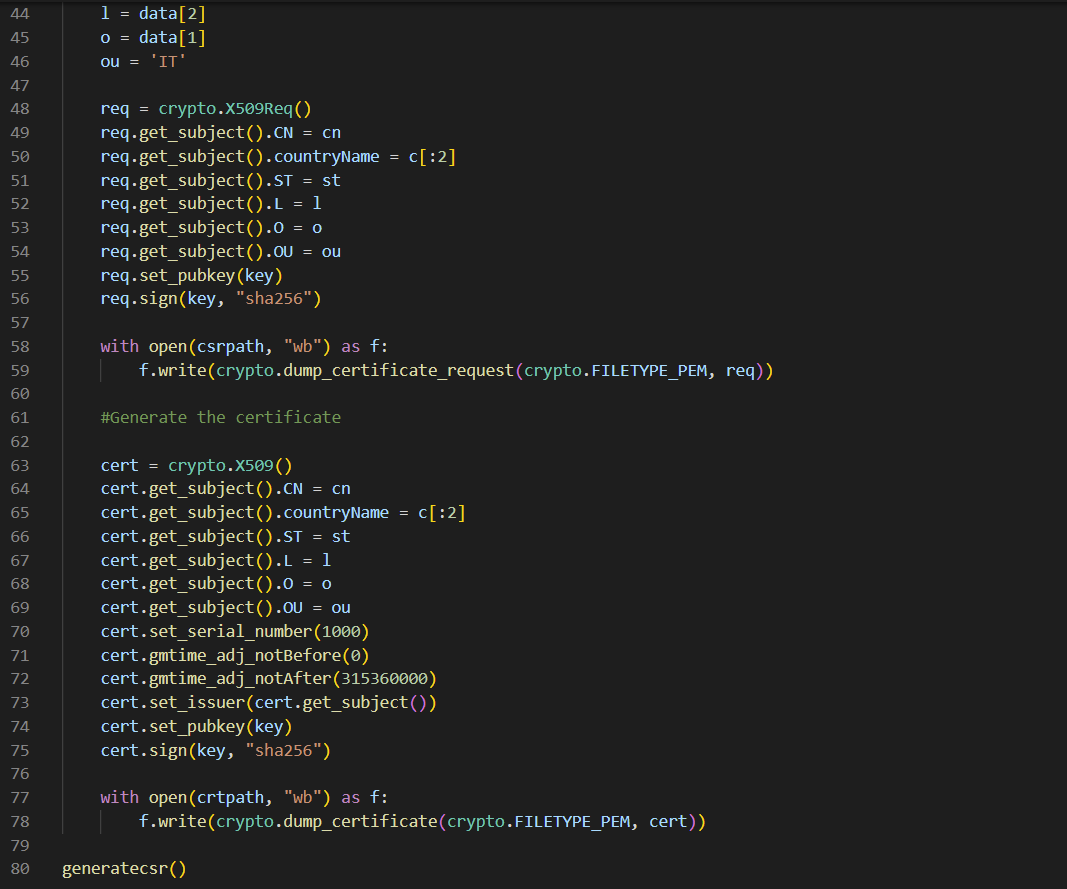 44 l = data[2]
45 o = data[1]
46 ou = 'IT'
47
48 req = crypto.X509Req()
49 req.get_subject().CN = cn
50 req.get_subject().countryName = c[:2]
51 req.get_subject().ST = st
52 req.get_subject().L = l
53 req.get_subject().O = o
54 req.get_subject().OU = ou
55 req.set_pubkey(key)
56 req.sign(key, "sha256")
57
58 with open(csrpath, "wb") as f:
59 f.write(crypto.dump_certificate_request(crypto.FILETYPE_PEM, req))
60
61 #Generate the certificate
62
63 cert = crypto.X509()
64 cert.get_subject().CN = cn
65 cert.get_subject().countryName = c[:2]
66 cert.get_subject().ST = st
67 cert.get_subject().L = l
68 cert.get_subject().O = o
69 cert.get_subject().OU = ou
70 cert.set_serial_number(1000)
71 cert.gmtime_adj_notBefore(0)
72 cert.gmtime_adj_notAfter(315360000)
73 cert.set_issuer(cert.get_subject())
74 cert.set_pubkey(key)
75 cert.sign(key, "sha256")
76
77 with open(crtpath, "wb") as f:
78 f.write(crypto.dump_certificate(crypto.FILETYPE_PEM, cert))
79
80 generatecsr()